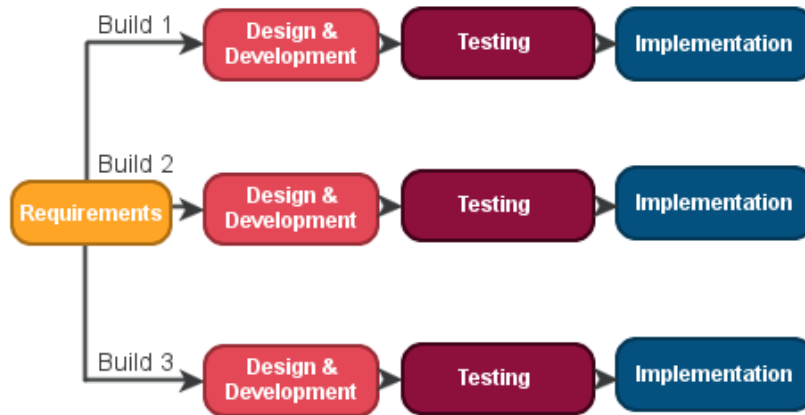 Build 1
Design &
Development
Testing
Implementation
Build 2
Requirements
Design &
Development
Testing
Implementation
Build 3
Design &
Development
Testing
Implementation